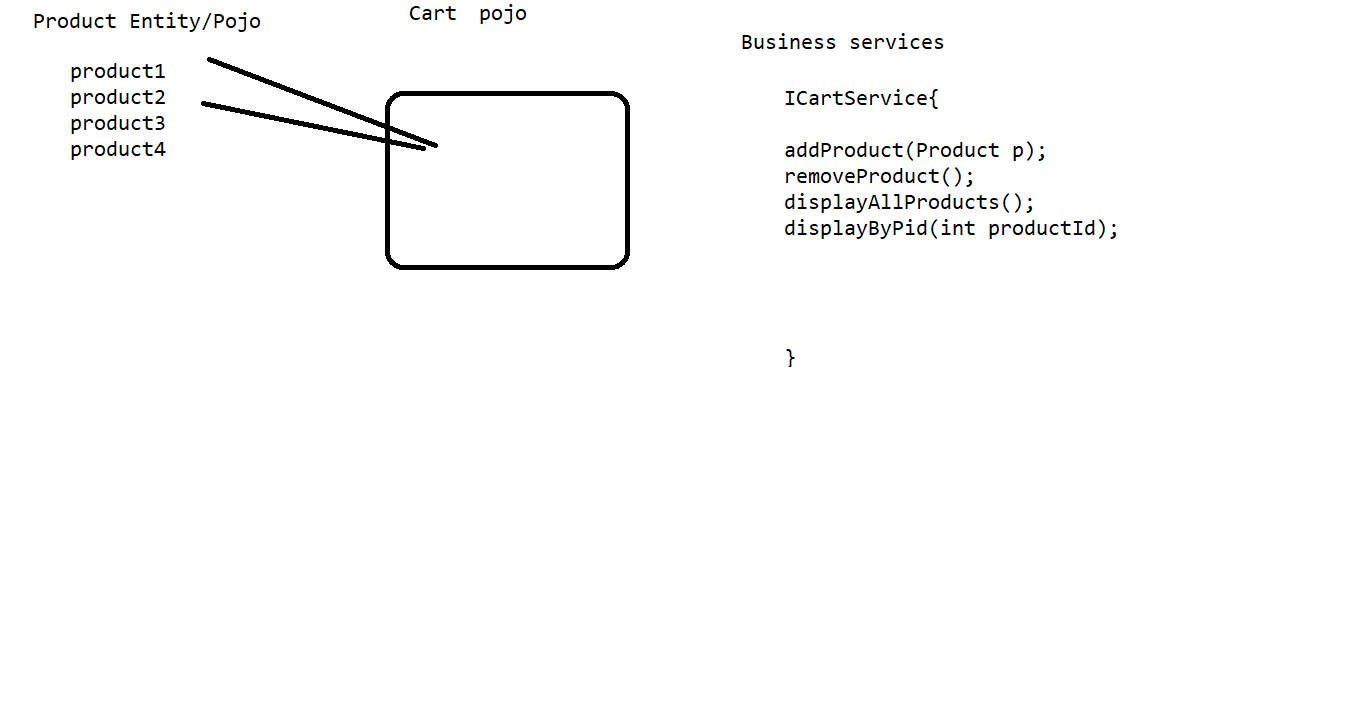 Product Entity/Pojo
product1
product2
product3
product4
Cart  pojo
Business services
ICartService{
addProduct(Product p);
removeProduct();
displayAllProducts();
displayByPid(int productId);
}